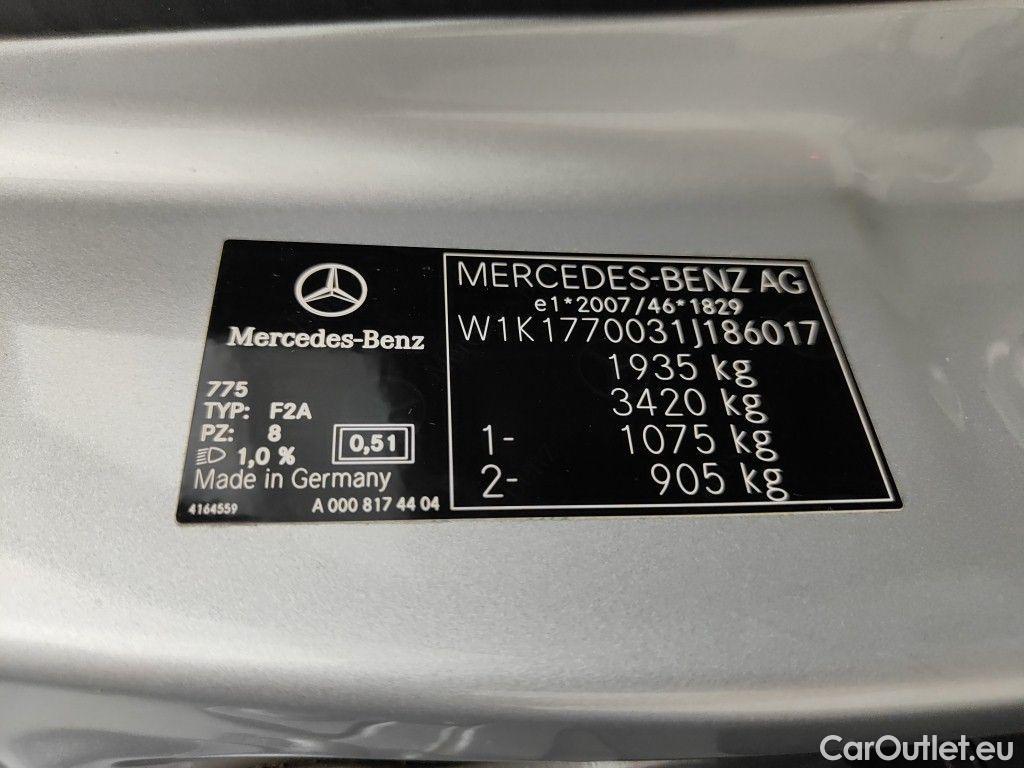 Mercedes-Benz
775
TYP: F2A
PZ: 8
1,0 %
0,51
Made in Germany
4164559
A 000 817 44 04
MERCEDES-BENZ AG
e1*2007/46*1829
W1K1770031J186017
1935 kg
3420 kg
1- 1075 kg
2- 905 kg
CarOutlet.eu